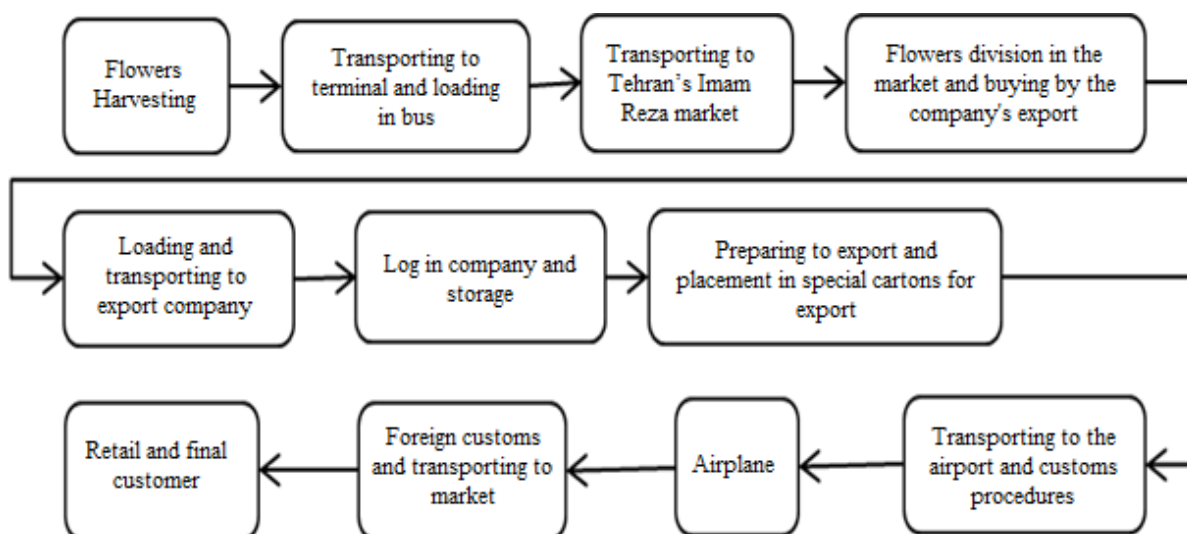 Flowers
Harvesting
Transporting to
terminal and loading
in bus
Transporting to
Tehran's Imam
Reza market
Flowers division in the
market and buying by the
company's export
Loading and
transporting to
export company
Log in company and
storage
Preparing to export and
placement in special cartons for
export
Retail and final
customer
Foreign customs
and transporting to
market
Airplane
Transporting to the
airport and customs
procedures